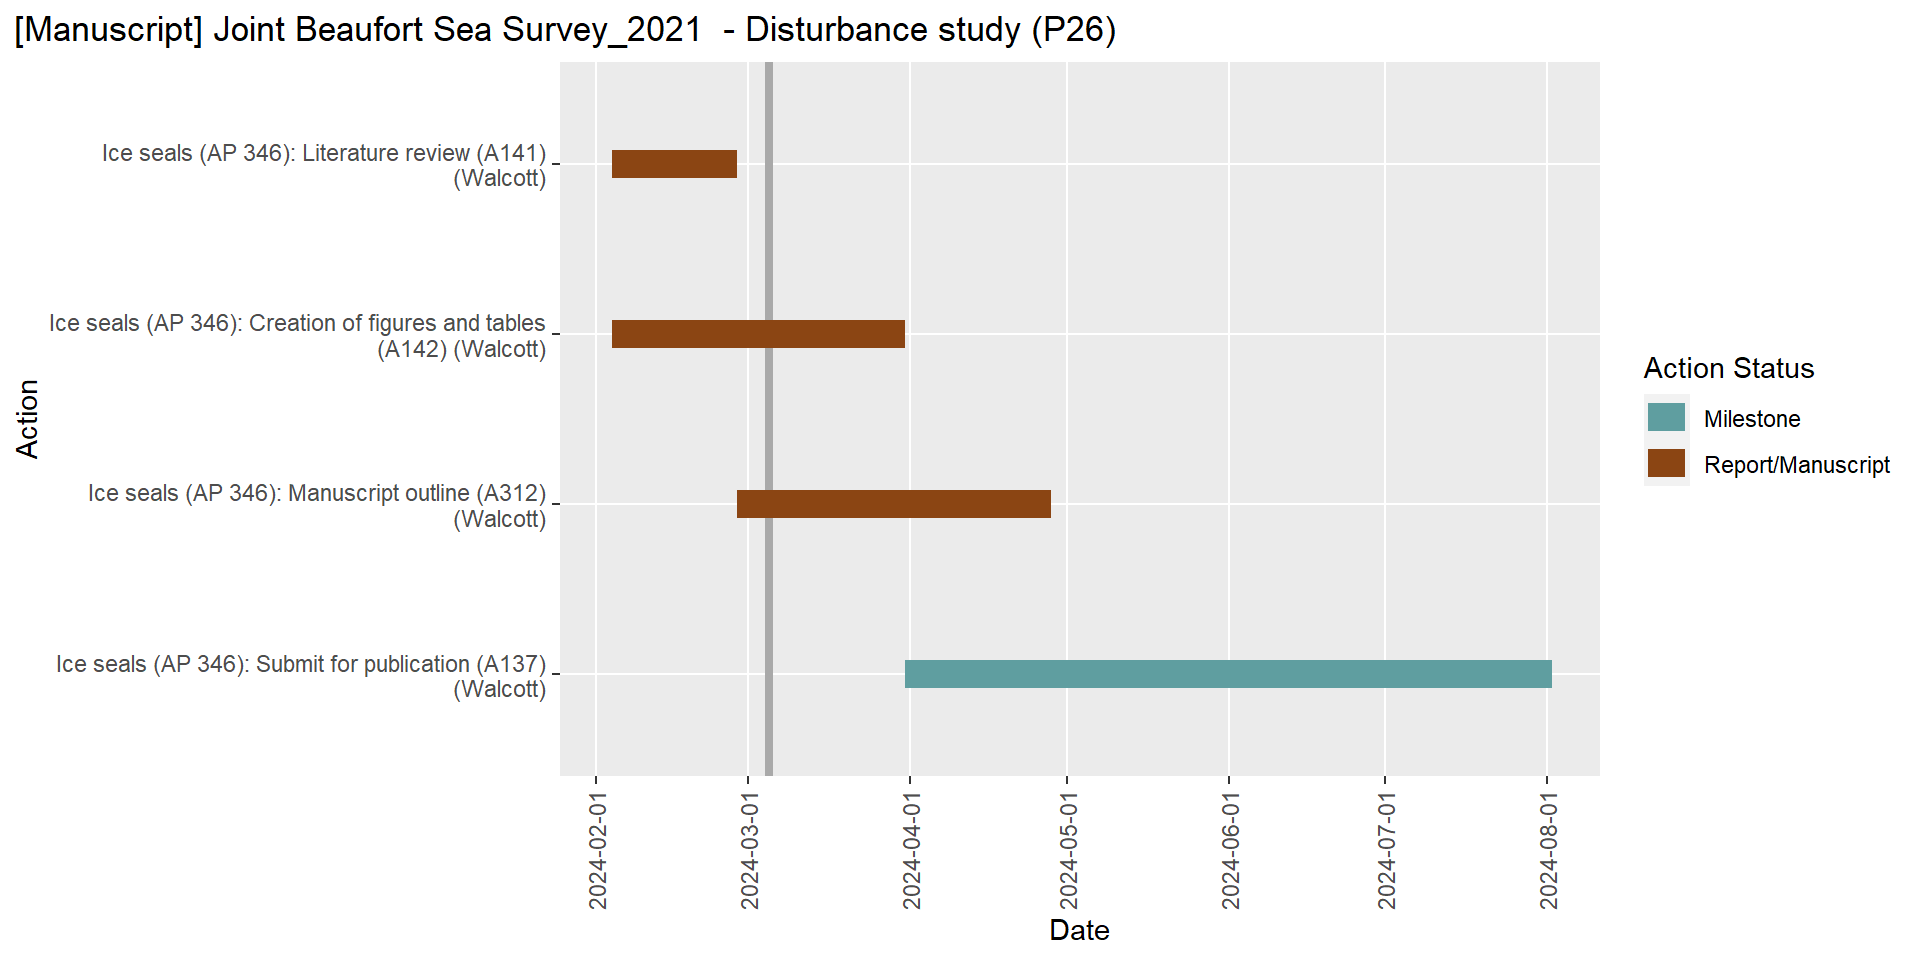 [Manuscript] Joint Beaufort Sea Survey_2021  - Disturbance study (P26)
Action
Ice seals (AP 346): Literature review (A141)
(Walcott)
Ice seals (AP 346): Creation of figures and tables
(A142) (Walcott)
Ice seals (AP 346): Manuscript outline (A312)
(Walcott)
Ice seals (AP 346): Submit for publication (A137)
(Walcott)
2024-02-01
2024-03-01
2024-04-01
2024-05-01
2024-06-01
2024-07-01
2024-08-01
Date
Action Status
Milestone
Report/Manuscript